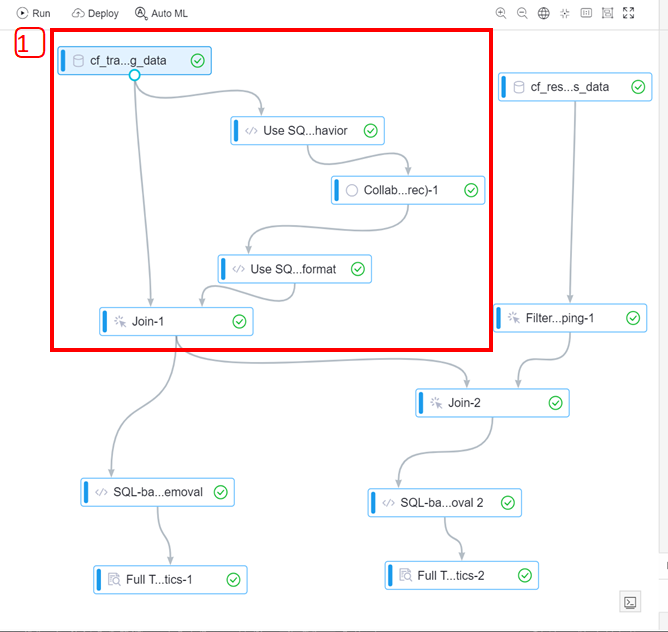 Run Deploy Auto ML
1
cf_tra...g_data
cf_res...s_data
Use SQ...havior
Collab...rec)-1
Use SQ...format
Join-1
Filter...ping-1
Join-2
SQL-ba...emoval
SQL-ba...oval 2
Full T...tics-1
Full T...tics-2